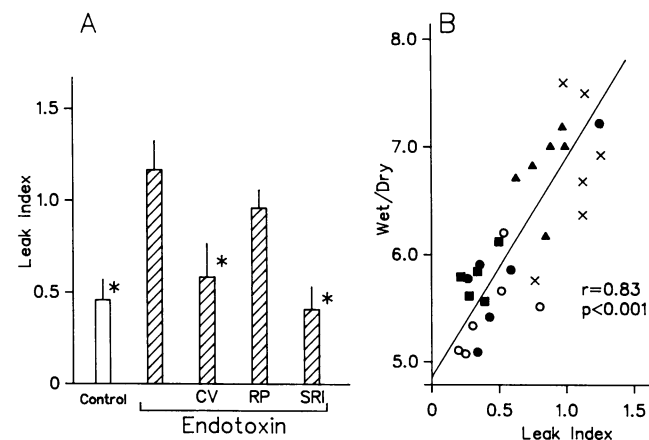 A
Leak Index
1.5
1.0
0.5
0
*
*
*
Control
CV RP SRI
Endotoxin
B
Wet/Dry
8.0
7.0
6.0
5.0
r=0.83
p<0.001
0 0.5 1.0 1.5
Leak Index